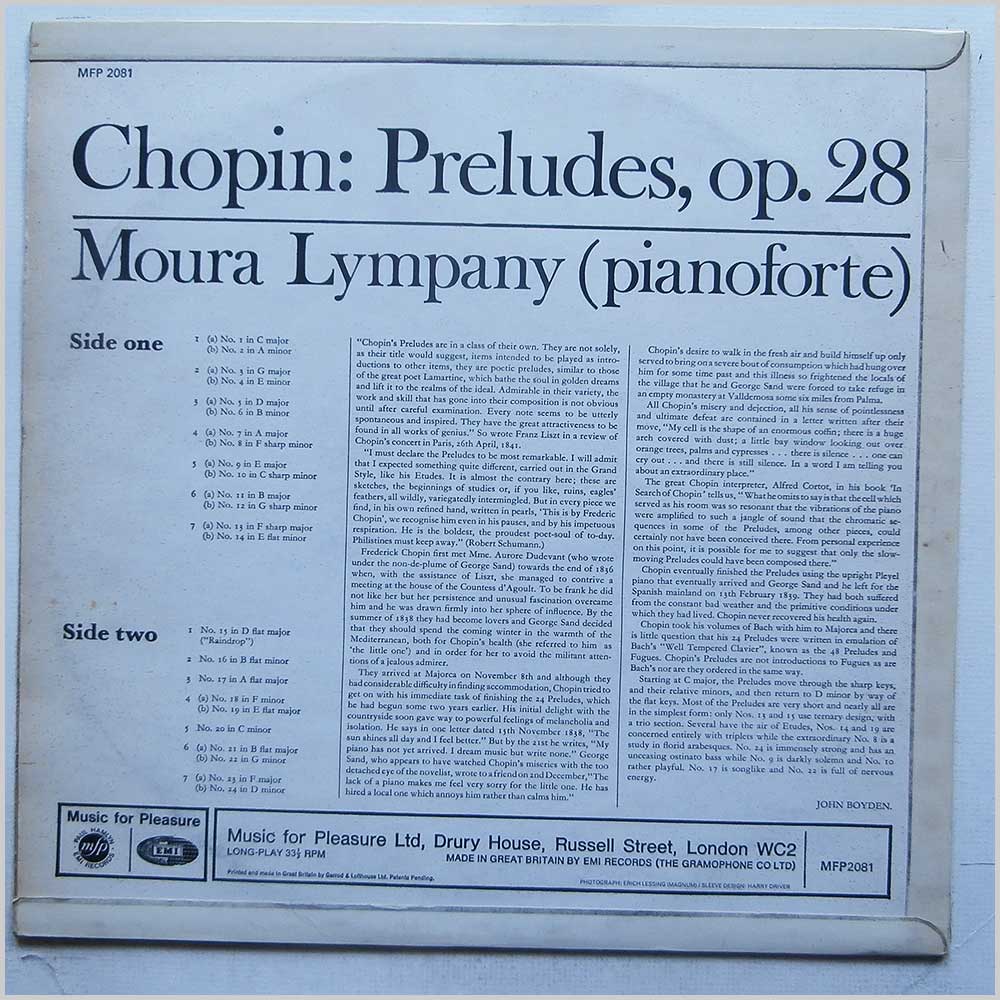 MFP 2081
Chopin: Preludes, op. 28
Moura Lympany (pianoforte)
Side one
1 (a) No. 1 in C major
(b) No. 2 in A minor
2 (a) No. 3 in G major
(b) No. 4 in E minor
3 (a) No. 5 in D major
(b) No. 6 in B minor
4 (a) No. 7 in A major
(b) No. 8 in F sharp minor
5 (a) No. 9 in E major
(b) No. 10 in C sharp minor
6 (a) No. 11 in B major
(b) No. 12 in G sharp minor
7 (a) No. 13 in F sharp major
(b) No. 14 in E flat minor
Side two
1 No. 15 in D flat major
("Raindrop")
2 No. 16 in B flat minor
3 No. 17 in A flat major
4 (a) No. 18 in F minor
(b) No. 19 in E flat major
5 No. 20 in C minor
6 (a) No. 21 in B flat major
(b) No. 22 in G minor
7 (a) No. 23 in F major
(b) No. 24 in D minor
"Chopin's Preludes are in a class of their own. They are not solely,
as their title would suggest, items intended to be played as intro-
ductions to other items, they are poetic preludes, similar to those
of the great poet Lamartine, which bathe the soul in golden dreams
and lift it to the realms of the ideal. Admirable in their variety, the
work and skill that has gone into their composition is not obvious
until after careful examination. Every note seems to be utterly
spontaneous and inspired. They have the great attractiveness to be
found in all works of genius." So wrote Franz Liszt in a review of
Chopin's concert in Paris, 26th April, 1841.
"I must declare the Preludes to be most remarkable. I will admit
that I expected something quite different, carried out in the Grand
Style, like his Etudes. It is almost the contrary here; these are
sketches, the beginnings of studies or, if you like, ruins, eagles'
feathers, all wildly, variegatedly intermingled. But in every piece we
find, in his own refined hand, written in pearls, 'This is by Frederic
Chopin', we recognise him even in his pauses, and by his impetuous
respiration. He is the boldest, the proudest poet-soul of to-day.
Philistines must keep away." (Robert Schumann.)
Frederick Chopin first met Mme. Aurore Dudevant (who wrote
under the non-de-plume of George Sand) towards the end of 1836
when, with the assistance of Liszt, she managed to contrive a
meeting at the house of the Countess d'Agoult. To be frank he did
not like her but her persistence and unusual fascination overcame
him and he was drawn firmly into her sphere of influence. By the
summer of 1838 they had become lovers and George Sand decided
that they should spend the coming winter in the warmth of the
Mediterranean, both for Chopin's health (she referred to him as
'the little one') and in order for her to avoid the militant atten-
tions of a jealous admirer.
They arrived at Majorca on November 8th and although they
had considerable difficulty in finding accommodation, Chopin tried to
get on with his immediate task of finishing the 24 Preludes, which
he had begun some two years earlier. His initial delight with the
countryside soon gave way to powerful feelings of melancholia and
isolation. He says in one letter dated 15th November 1838, "The
sun shines all day and I feel better." But by the 21st he writes, "My
piano has not yet arrived. I dream music but write none." George
Sand, who appears to have watched Chopin's miseries with the too
detached eye of the novelist, wrote to a friend on 2nd December, "The
lack of a piano makes me feel very sorry for the little one. He has
hired a local one which annoys him rather than calms him."
Chopin's desire to walk in the fresh air and build himself up only
served to bring on a severe bout of consumption which had hung over
him for some time past and this illness so frightened the locals of
the village that he and George Sand were forced to take refuge in
an empty monastery at Valldemosa some six miles from Palma.
All Chopin's misery and dejection, all his sense of pointlessness
and ultimate defeat are contained in a letter written after their
move, "My cell is the shape of an enormous coffin; there is a huge
arch covered with dust; a little bay window looking out over
orange trees, palms and cypresses . . . there is silence . . . one can
cry out . . . and there is still silence. In a word I am telling you
about an extraordinary place."
The great Chopin interpreter, Alfred Cortot, in his book 'In
Search of Chopin' tells us, "What he omits to say is that the cell which
served as his room was so resonant that the vibrations of the piano
were amplified to such a jangle of sound that the chromatic se-
quences in some of the Preludes, among other pieces, could
certainly not have been conceived there. From personal experience
on this point, it is possible for me to suggest that only the slow-
moving Preludes could have been composed there."
Chopin eventually finished the Preludes using the upright Pleyel
piano that eventually arrived and George Sand and he left for the
Spanish mainland on 13th February 1839. They had both suffered
from the constant bad weather and the primitive conditions under
which they had lived. Chopin never recovered his health again.
Chopin took his volumes of Bach with him to Majorca and there
is little question that his 24 Preludes were written in emulation of
Bach's "Well Tempered Clavier", known as the 48 Preludes and
Fugues. Chopin's Preludes are not introductions to Fugues as are
Bach's nor are they ordered in the same way.
Starting at C major, the Preludes move through the sharp keys,
and their relative minors, and then return to D minor by way of
the flat keys. Most of the Preludes are very short and nearly all are
in the simplest form: only Nos. 13 and 15 use ternary design, with
a trio section. Several have the air of Etudes, Nos. 14 and 19 are
concerned entirely with triplets while the extraordinary No. 8 is a
study in florid arabesques. No. 24 is immensely strong and has an
unceasing ostinato bass while No. 9 is darkly solemn and No. 10
rather playful. No. 17 is songlike and No. 22 is full of nervous
energy.
JOHN BOYDEN.
Music for Pleasure
PAUL HAMLYN
mfp
EMI RECORDS
EMI
Music for Pleasure Ltd, Drury House, Russell Street, London WC2
LONG-PLAY 33⅓ RPM
MADE IN GREAT BRITAIN BY EMI RECORDS (THE GRAMOPHONE CO LTD)
MFP2081
Printed and made in Great Britain by Garrod & Lofthouse Ltd. Patents Pending.
PHOTOGRAPH: ERICH LESSING (MAGNUM) / SLEEVE DESIGN: HARRY DRIVER